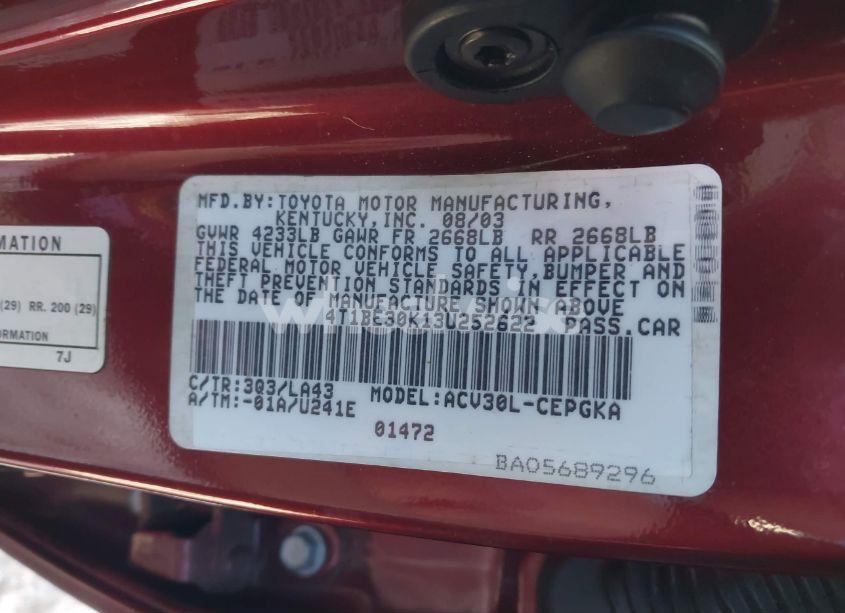 MFD.BY:TOYOTA MOTOR MANUFACTURING,
KENTUCKY,INC. 08/03
GVWR 4233LB GAWR FR 2668LB RR 2668LB
THIS VEHICLE CONFORMS TO ALL APPLICABLE
FEDERAL MOTOR VEHICLE SAFETY,BUMPER AND
THEFT PREVENTION STANDARDS IN EFFECT ON
THE DATE OF MANUFACTURE SHOWN ABOVE
4T1BE30K13U252622 PASS.CAR
C/TR:3Q3/LA43 MODEL:ACV30L-CEPGKA
A/TM:-01A/U241E
01472
BA05689296
MATION
(29) RR. 200 (29)
FORMATION
7J